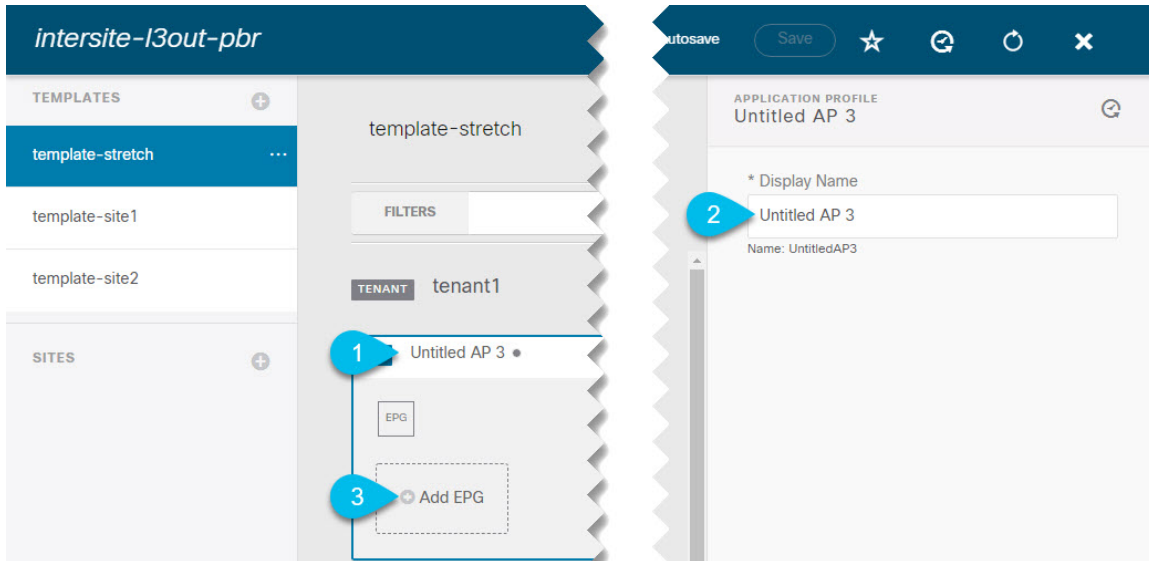 intersite-l3out-pbr
utosave
Save
TEMPLATES
template-stretch
template-site1
template-site2
SITES
template-stretch
FILTERS
TENANT tenant1
1 Untitled AP 3
EPG
3 Add EPG
APPLICATION PROFILE
Untitled AP 3
* Display Name
2 Untitled AP 3
Name: UntitledAP3